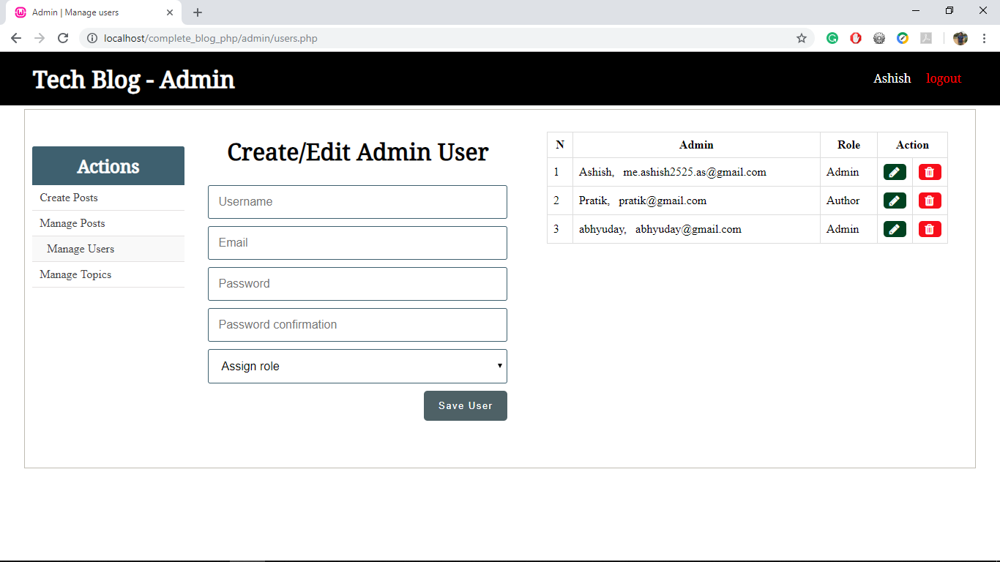 Admin | Manage users
localhost/complete_blog_php/admin/users.php
Tech Blog - Admin
Ashish logout
Actions
Create Posts
Manage Posts
Manage Users
Manage Topics
Create/Edit Admin User
Username
Email
Password
Password confirmation
Assign role
Save User
N Admin Role Action
1 Ashish, me.ashish2525.as@gmail.com Admin
2 Pratik, pratik@gmail.com Author
3 abhyuday, abhyuday@gmail.com Admin